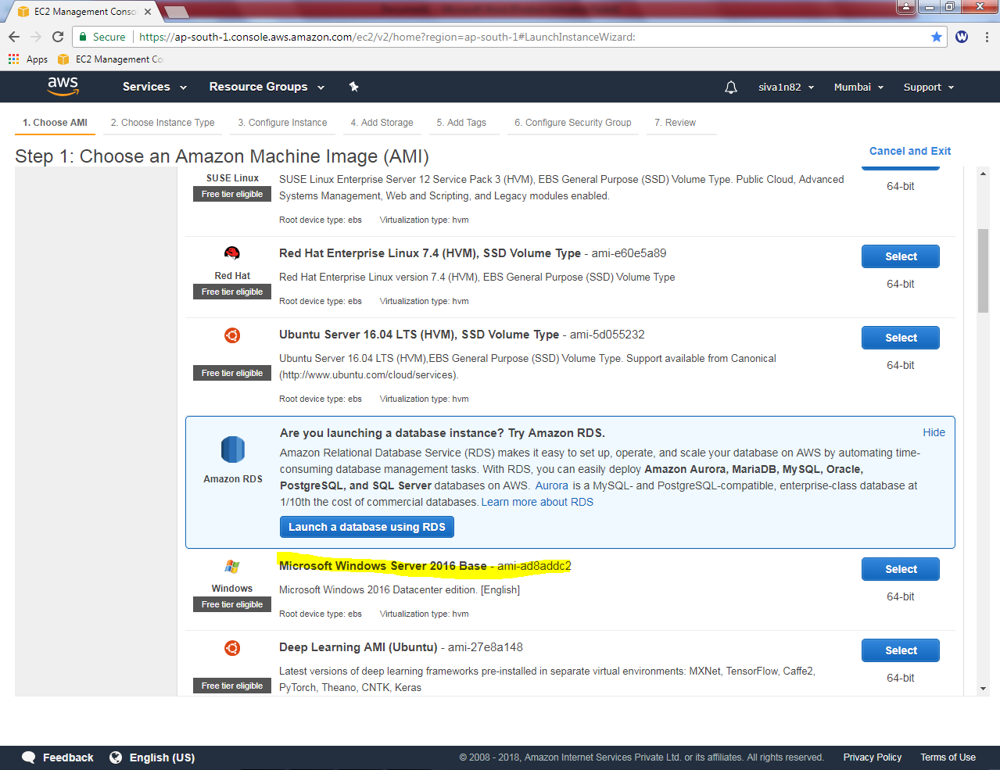 EC2 Management Conso
Secure
https://ap-south-1.console.aws.amazon.com/ec2/v2/home?region=ap-south-1#LaunchInstanceWizard:
Apps
EC2 Management Co
aws
Services
Resource Groups
siva1n82
Mumbai
Support
1. Choose AMI
2. Choose Instance Type
3. Configure Instance
4. Add Storage
5. Add Tags
6. Configure Security Group
7. Review
Step 1: Choose an Amazon Machine Image (AMI)
Cancel and Exit
SUSE Linux
Free tier eligible
SUSE Linux Enterprise Server 12 Service Pack 3 (HVM), EBS General Purpose (SSD) Volume Type. Public Cloud, Advanced
Systems Management, Web and Scripting, and Legacy modules enabled.
Root device type: ebs
Virtualization type: hvm
64-bit
Red Hat
Free tier eligible
Red Hat Enterprise Linux 7.4 (HVM), SSD Volume Type - ami-e60e5a89
Red Hat Enterprise Linux version 7.4 (HVM), EBS General Purpose (SSD) Volume Type
Root device type: ebs
Virtualization type: hvm
Select
64-bit
Free tier eligible
Ubuntu Server 16.04 LTS (HVM), SSD Volume Type - ami-5d055232
Ubuntu Server 16.04 LTS (HVM),EBS General Purpose (SSD) Volume Type. Support available from Canonical
(http://www.ubuntu.com/cloud/services).
Root device type: ebs
Virtualization type: hvm
Select
64-bit
Amazon RDS
Are you launching a database instance? Try Amazon RDS.
Hide
Amazon Relational Database Service (RDS) makes it easy to set up, operate, and scale your database on AWS by automating time-
consuming database management tasks. With RDS, you can easily deploy Amazon Aurora, MariaDB, MySQL, Oracle,
PostgreSQL, and SQL Server databases on AWS. Aurora is a MySQL- and PostgreSQL-compatible, enterprise-class database at
1/10th the cost of commercial databases. Learn more about RDS
Launch a database using RDS
Windows
Free tier eligible
Microsoft Windows Server 2016 Base - ami-ad8addc2
Microsoft Windows 2016 Datacenter edition. [English]
Root device type: ebs
Virtualization type: hvm
Select
64-bit
Free tier eligible
Deep Learning AMI (Ubuntu) - ami-27e8a148
Latest versions of deep learning frameworks pre-installed in separate virtual environments: MXNet, TensorFlow, Caffe2,
PyTorch, Theano, CNTK, Keras
Select
64-bit
Feedback
English (US)
© 2008 - 2018, Amazon Internet Services Private Ltd. or its affiliates. All rights reserved.
Privacy Policy
Terms of Use